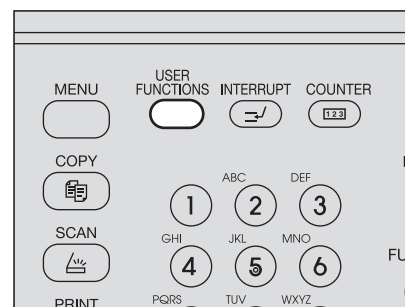 USER
MENU FUNCTIONS INTERRUPT COUNTER
123
COPY
ABC DEF
1 2 3
SCAN
GHI JKL MNO
4 5 6
FU
PRINT PQRS TUV WXYZ